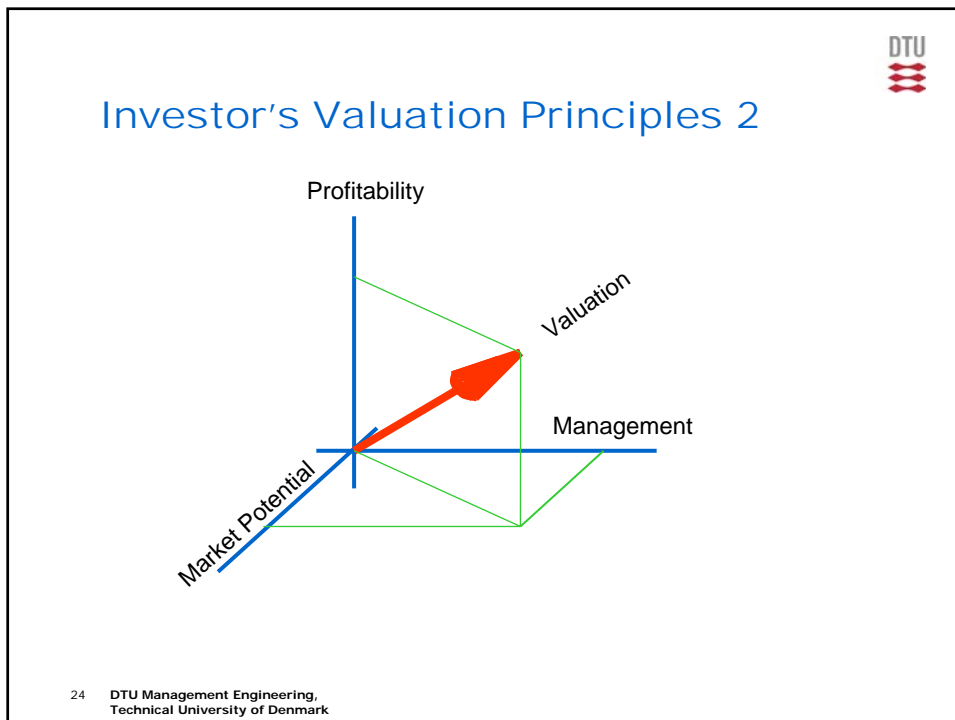 DTU
Investor's Valuation Principles 2
Profitability
Valuation
Management
Market Potential
24 DTU Management Engineering,
Technical University of Denmark